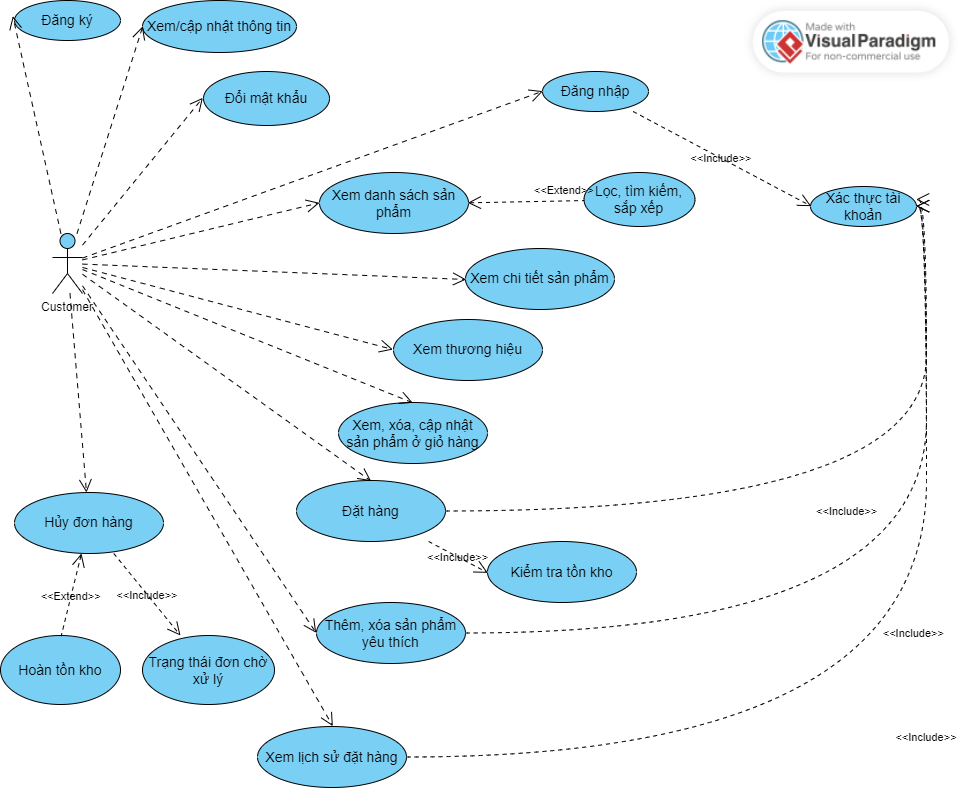 Đăng ký
Xem/cập nhật thông tin
Made with
VisualParadigm
For non-commercial use
Đổi mật khẩu
Đăng nhập
<<Include>>
Xem danh sách sản
phẩm
<<Extend>>
Lọc, tìm kiếm,
sắp xếp
Xác thực tài
khoản
Xem chi tiết sản phẩm
Customer
Xem thương hiệu
Xem, xóa, cập nhật
sản phẩm ở giỏ hàng
Đặt hàng
<<Include>>
Hủy đơn hàng
<<Include>>
Kiểm tra tồn kho
<<Extend>>
<<Include>>
Thêm, xóa sản phẩm
yêu thích
<<Include>>
Hoàn tồn kho
Trạng thái đơn chờ
xử lý
<<Include>>
Xem lịch sử đặt hàng